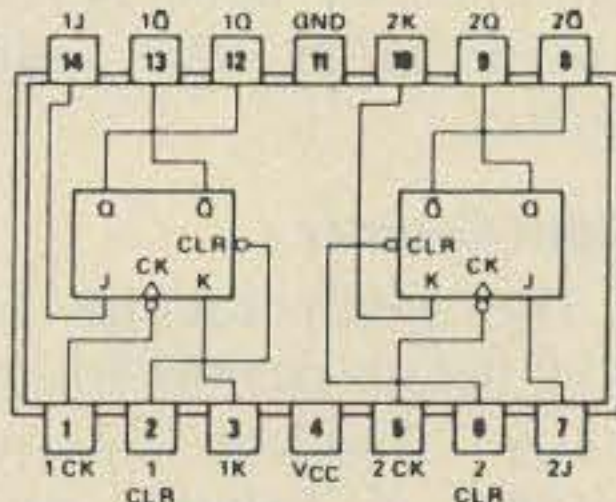 1J 1Q̅ 1Q GND 2K 2Q 2Q̅
14 13 12 11 10 9 8
Q Q̅ Q̅ Q
CLR CLR
CK CK
J K K J
1 2 3 4 5 6 7
1 CK 1 1K VCC 2 CK 2 2J
CLR CLR